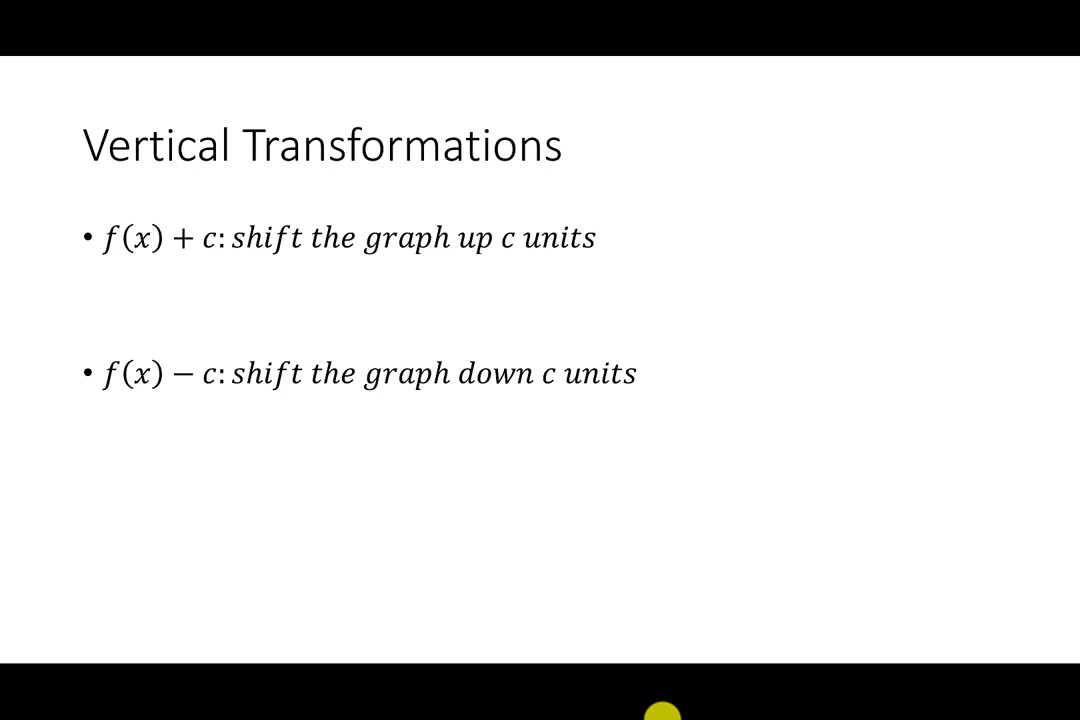 Vertical Transformations
• f(x) + c: shift the graph up c units
• f(x) − c: shift the graph down c units